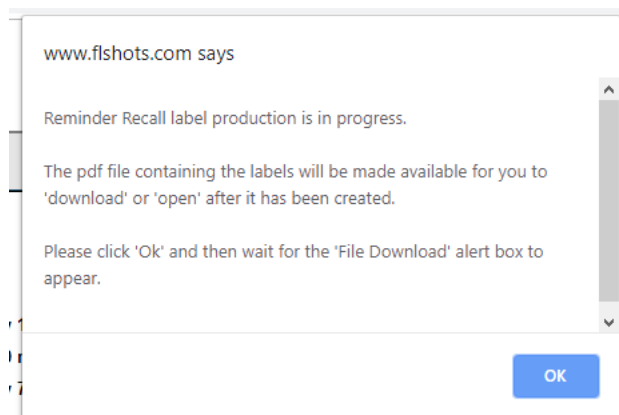 www.flshots.com says
Reminder Recall label production is in progress.
The pdf file containing the labels will be made available for you to
'download' or 'open' after it has been created.
Please click 'Ok' and then wait for the 'File Download' alert box to
appear.
OK